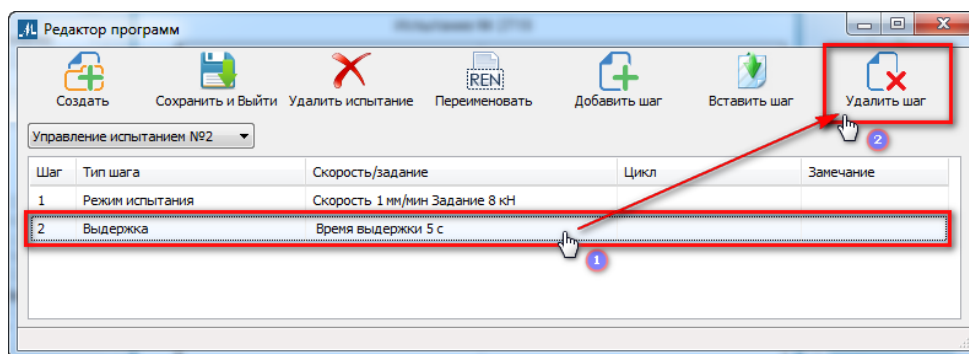 Редактор программ
REN
Создать Сохранить и Выйти Удалить испытание Переименовать Добавить шаг Вставить шаг Удалить шаг
Управление испытанием №2
2
Шаг Тип шага Скорость/задание Цикл Замечание
1 Режим испытания Скорость 1 мм/мин Задание 8 кН
2 Выдержка Время выдержки 5 с
1